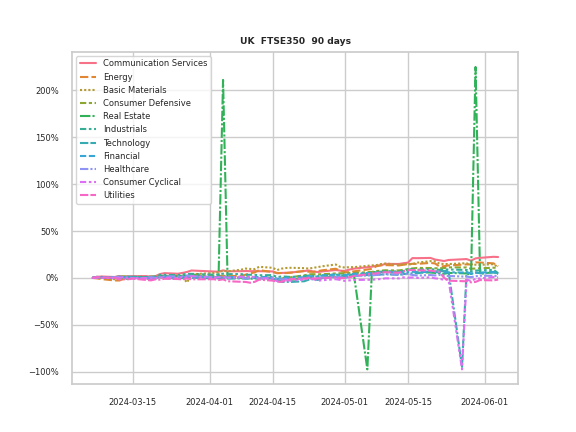 UK FTSE350 90 days
Communication Services
Energy
Basic Materials
Consumer Defensive
Real Estate
Industrials
Technology
Financial
Healthcare
Consumer Cyclical
Utilities
200%
150%
100%
50%
0%
−50%
−100%
2024-03-15 2024-04-01 2024-04-15 2024-05-01 2024-05-15 2024-06-01